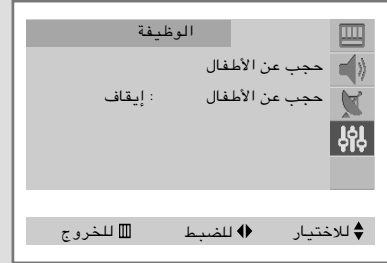 الوظيفة
حجب عن الأطفال
حجب عن الأطفال : إيقاف
للاختيار للضبط للخروج